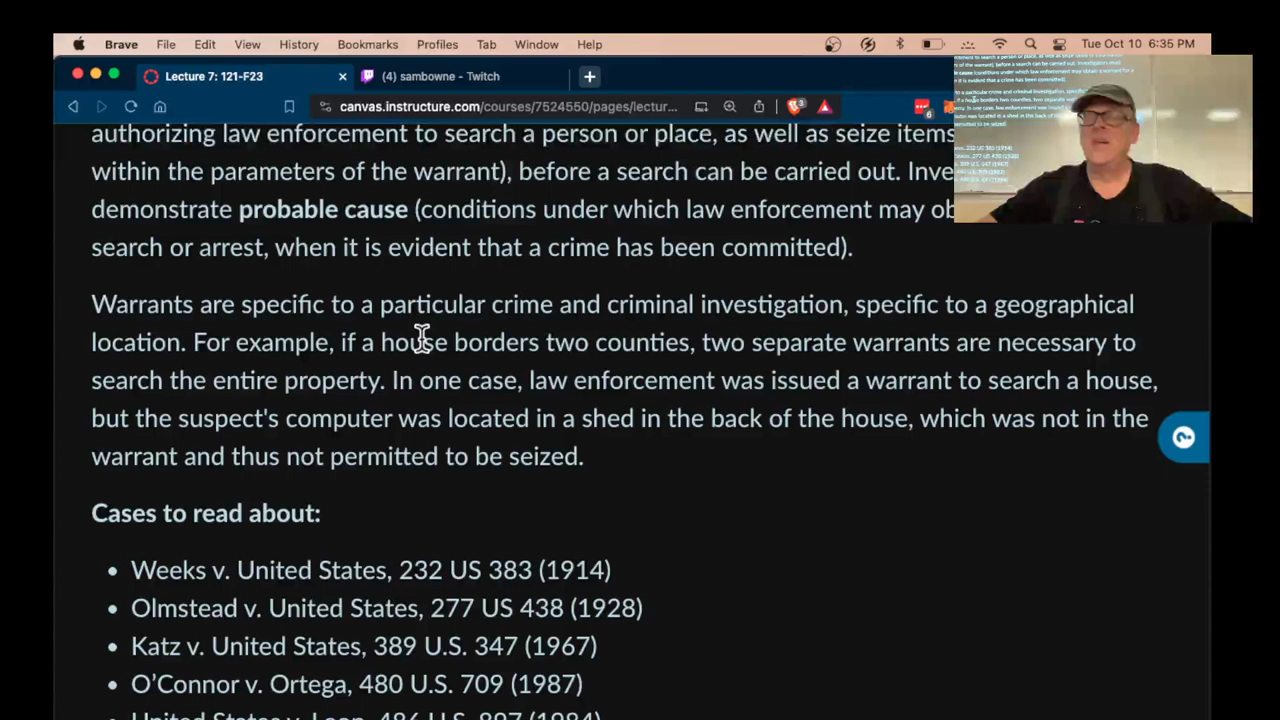 Brave File Edit View History Bookmarks Profiles Tab Window Help Tue Oct 10 6:35 PM
Lecture 7: 121-F23 (4) sambowne - Twitch
canvas.instructure.com/courses/7524550/pages/lectur...
authorizing law enforcement to search a person or place, as well as seize items
within the parameters of the warrant), before a search can be carried out. Inve
demonstrate probable cause (conditions under which law enforcement may ob
search or arrest, when it is evident that a crime has been committed).
Warrants are specific to a particular crime and criminal investigation, specific to a geographical
location. For example, if a house borders two counties, two separate warrants are necessary to
search the entire property. In one case, law enforcement was issued a warrant to search a house,
but the suspect's computer was located in a shed in the back of the house, which was not in the
warrant and thus not permitted to be seized.
Cases to read about:
• Weeks v. United States, 232 US 383 (1914)
• Olmstead v. United States, 277 US 438 (1928)
• Katz v. United States, 389 U.S. 347 (1967)
• O’Connor v. Ortega, 480 U.S. 709 (1987)
United States v. Leon, 486 U.S. 897 (1984)